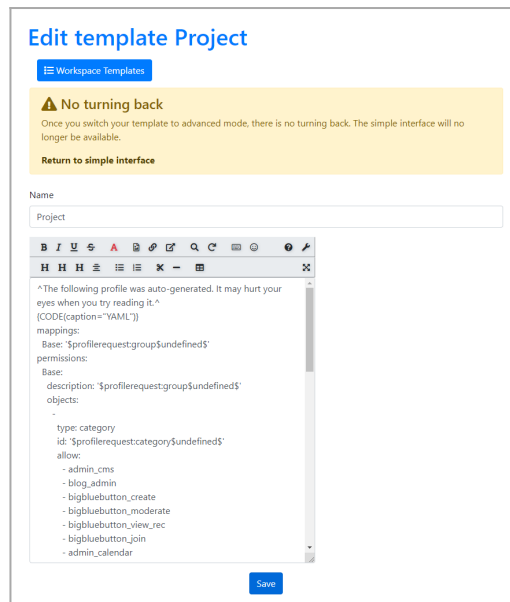 Edit template Project
Workspace Templates
No turning back
Once you switch your template to advanced mode, there is no turning back. The simple interface will no
longer be available.
Return to simple interface
Name
Project
B I U S A
H H H
^The following profile was auto-generated. It may hurt your
eyes when you try reading it.^
{CODE(caption="YAML")}
mappings:
Base: '$profilerequest:group$undefined$'
permissions:
Base:
description: '$profilerequest:group$undefined$'
objects:
-
type: category
id: '$profilerequest:category$undefined$'
allow:
- admin_cms
- blog_admin
- bigbluebutton_create
- bigbluebutton_moderate
- bigbluebutton_view_rec
- bigbluebutton_join
- admin_calendar
Save